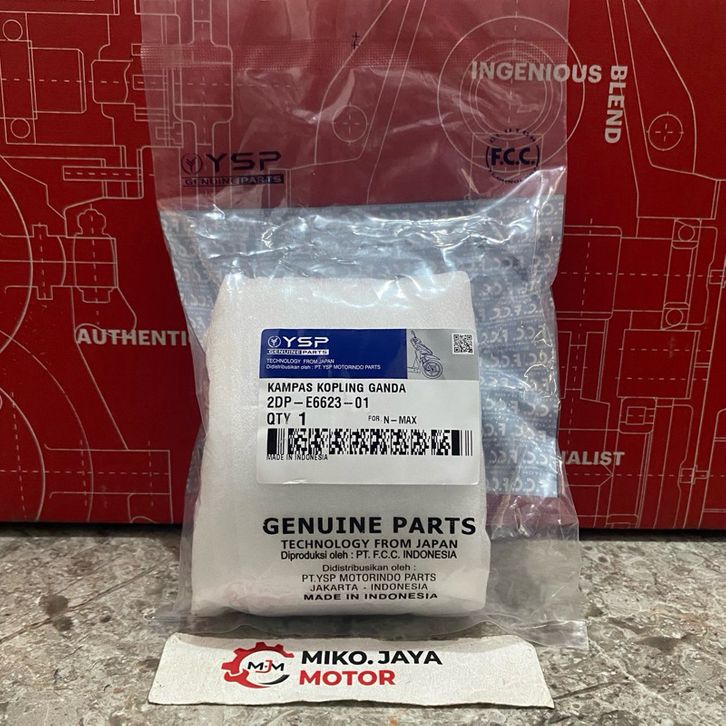 INGENIOUS
BLEND
YSP
GENUINE PARTS
CLUTCH
F.C.C.
AUTHENTIC
YSP
GENUINE PARTS
TECHNOLOGY FROM JAPAN
Didistribusikan oleh : PT. YSP MOTORINDO PARTS
KAMPAS KOPLING GANDA
2DP-E6623-01
QTY 1
FOR N-MAX
MADE IN INDONESIA
GENUINE PARTS
TECHNOLOGY FROM JAPAN
Diproduksi oleh : PT. F.C.C. INDONESIA
Didistribusikan oleh :
PT.YSP MOTORINDO PARTS
JAKARTA - INDONESIA
MADE IN INDONESIA
MJM
MIKO.JAYA
MOTOR